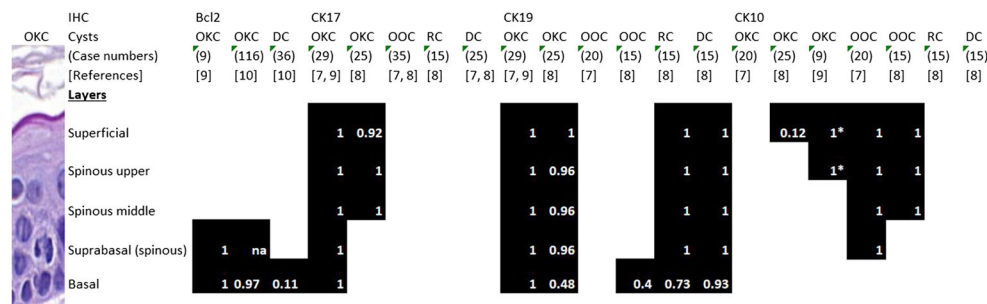 IHC Bcl2 CK17 CK19 CK10
OKC Cysts OKC OKC DC OKC OKC OOC RC DC OKC OKC OOC OOC RC DC OKC OKC OKC OOC OOC RC DC
(Case numbers) (9) (116) (36) (29) (25) (35) (15) (25) (29) (25) (20) (15) (15) (15) (20) (25) (9) (20) (15) (15) (15)
[References] [9] [10] [10] [7, 9] [8] [7, 8] [8] [7, 8] [7, 9] [8] [7] [8] [8] [8] [7] [8] [9] [7] [8] [8] [8]
Layers
Superficial 1 0.92 1 1 1 1 0.12 1* 1 1
Spinous upper 1 1 1 0.96 1 1 1* 1 1
Spinous middle 1 1 1 0.96 1 1 1 1
Suprabasal (spinous) 1 na 1 1 0.96 1 1 1
Basal 1 0.97 0.11 1 1 0.48 0.4 0.73 0.93